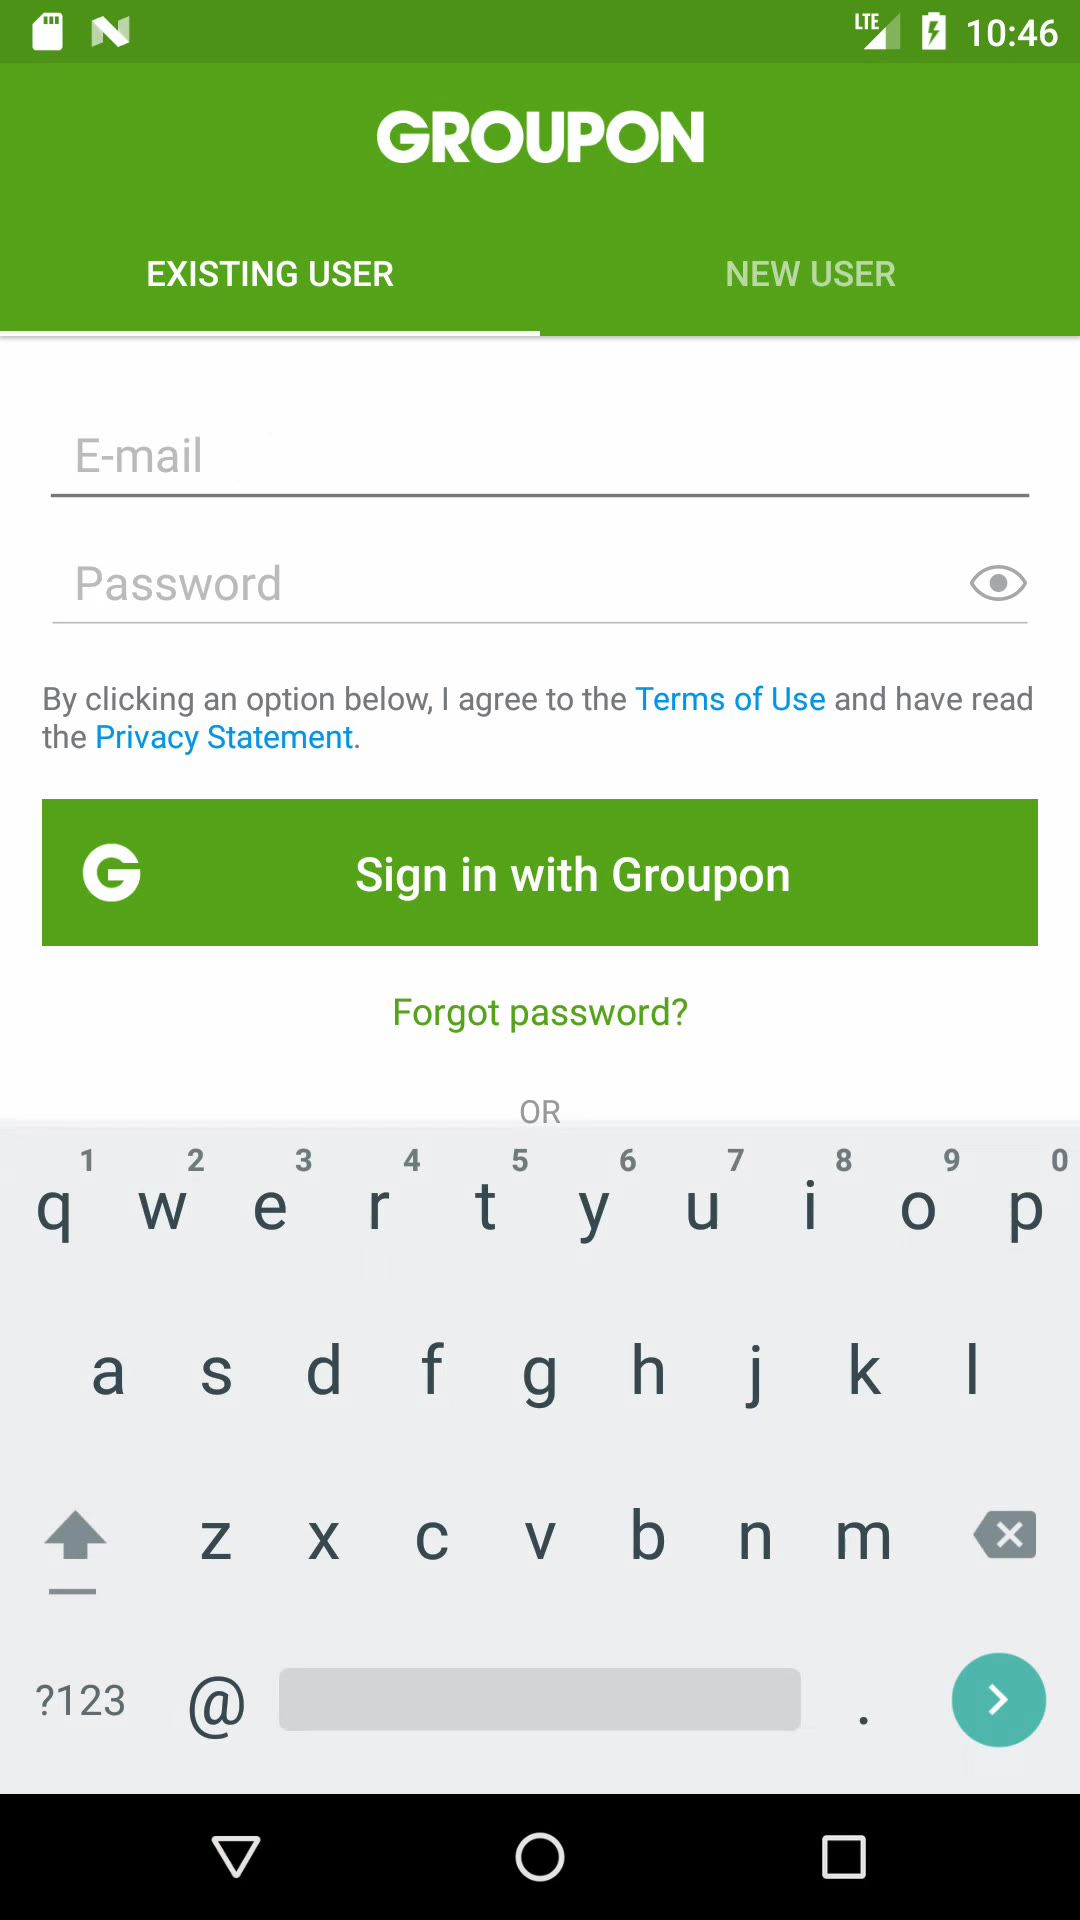 LTE 10:46
GROUPON
EXISTING USER NEW USER
E-mail
Password
By clicking an option below, I agree to the Terms of Use and have read
the Privacy Statement.
G Sign in with Groupon
Forgot password?
OR
1 2 3 4 5 6 7 8 9 0
q w e r t y u i o p
a s d f g h j k l
z x c v b n m
?123 @ .